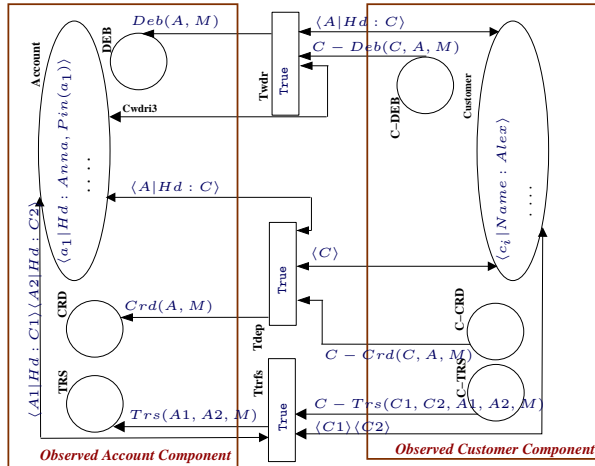 Deb(A, M)
⟨A|Hd : C⟩
C − Deb(C, A, M)
Account
DEB
Twdr
True
Cwdri3
C−DEB
Customer
⟨a₁|Hd : Anna, Pin(a₁)⟩
. . . .
⟨cᵢ|Name : Alex⟩
. . . .
⟨A|Hd : C⟩
⟨C⟩
True
Tdep
CRD
Crd(A, M)
C−CRD
C − Crd(C, A, M)
⟨A1|Hd : C1⟩⟨A2|Hd : C2⟩
TRS
Trs(A1, A2, M)
Ttrfs
True
C−TRS
C − Trs(C1, C2, A1, A2, M)
⟨C1⟩⟨C2⟩
Observed Account Component
Observed Customer Component